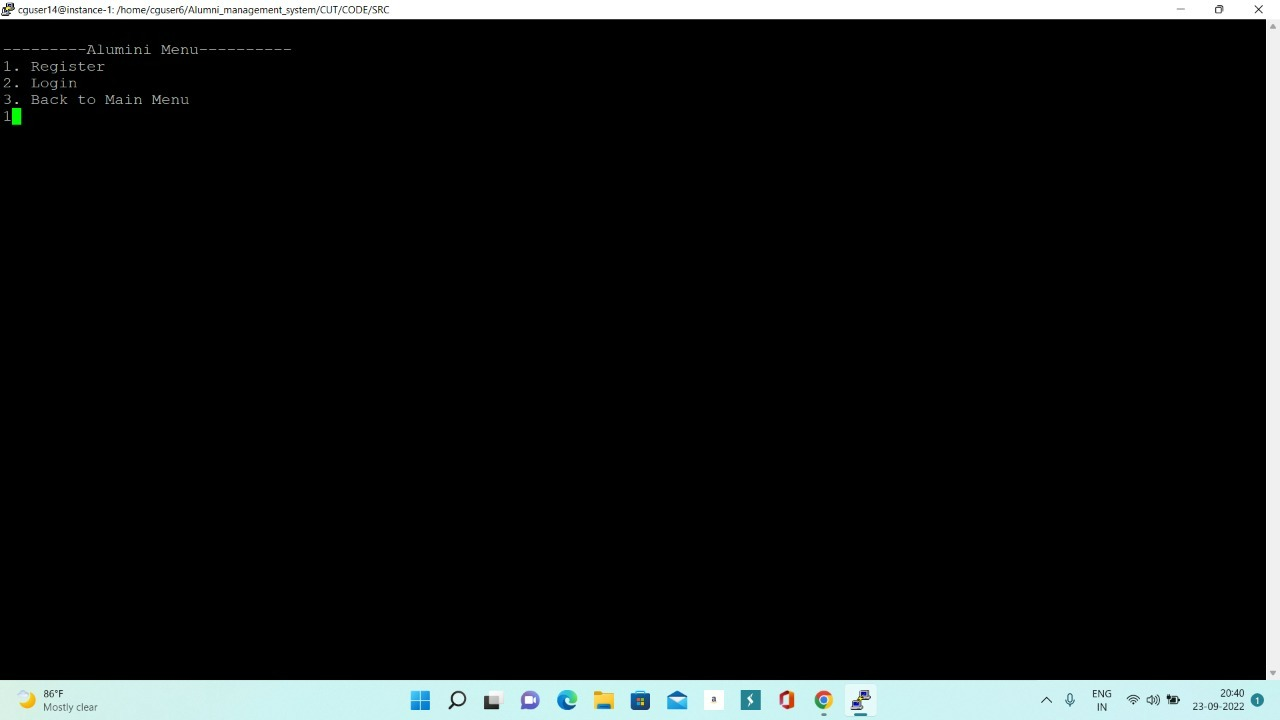 cguser14@instance-1: /home/cguser6/Alumni_management_system/CUT/CODE/SRC
---------Alumini Menu----------
1. Register
2. Login
3. Back to Main Menu
1
86°F
Mostly clear
a
ENG
IN
20:40
23-09-2022
1